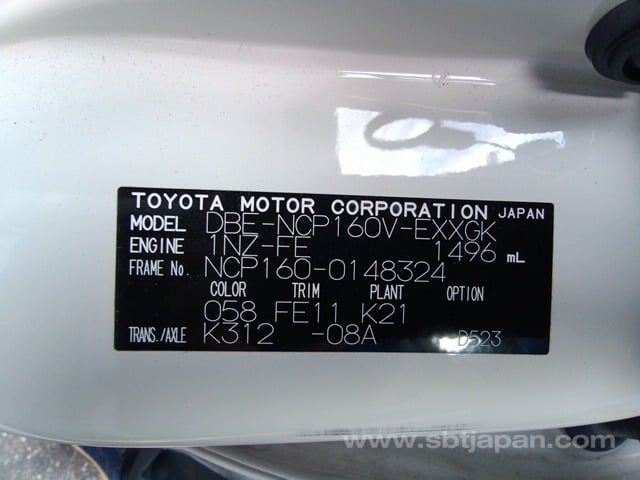 TOYOTA MOTOR CORPORATION JAPAN
MODEL DBE-NCP160V-EXXGK
ENGINE 1NZ-FE 1496 mL
FRAME No. NCP160-0148324
COLOR TRIM PLANT OPTION
058 FE11 K21
TRANS./AXLE K312 -08A D523
www.sbtjapan.com